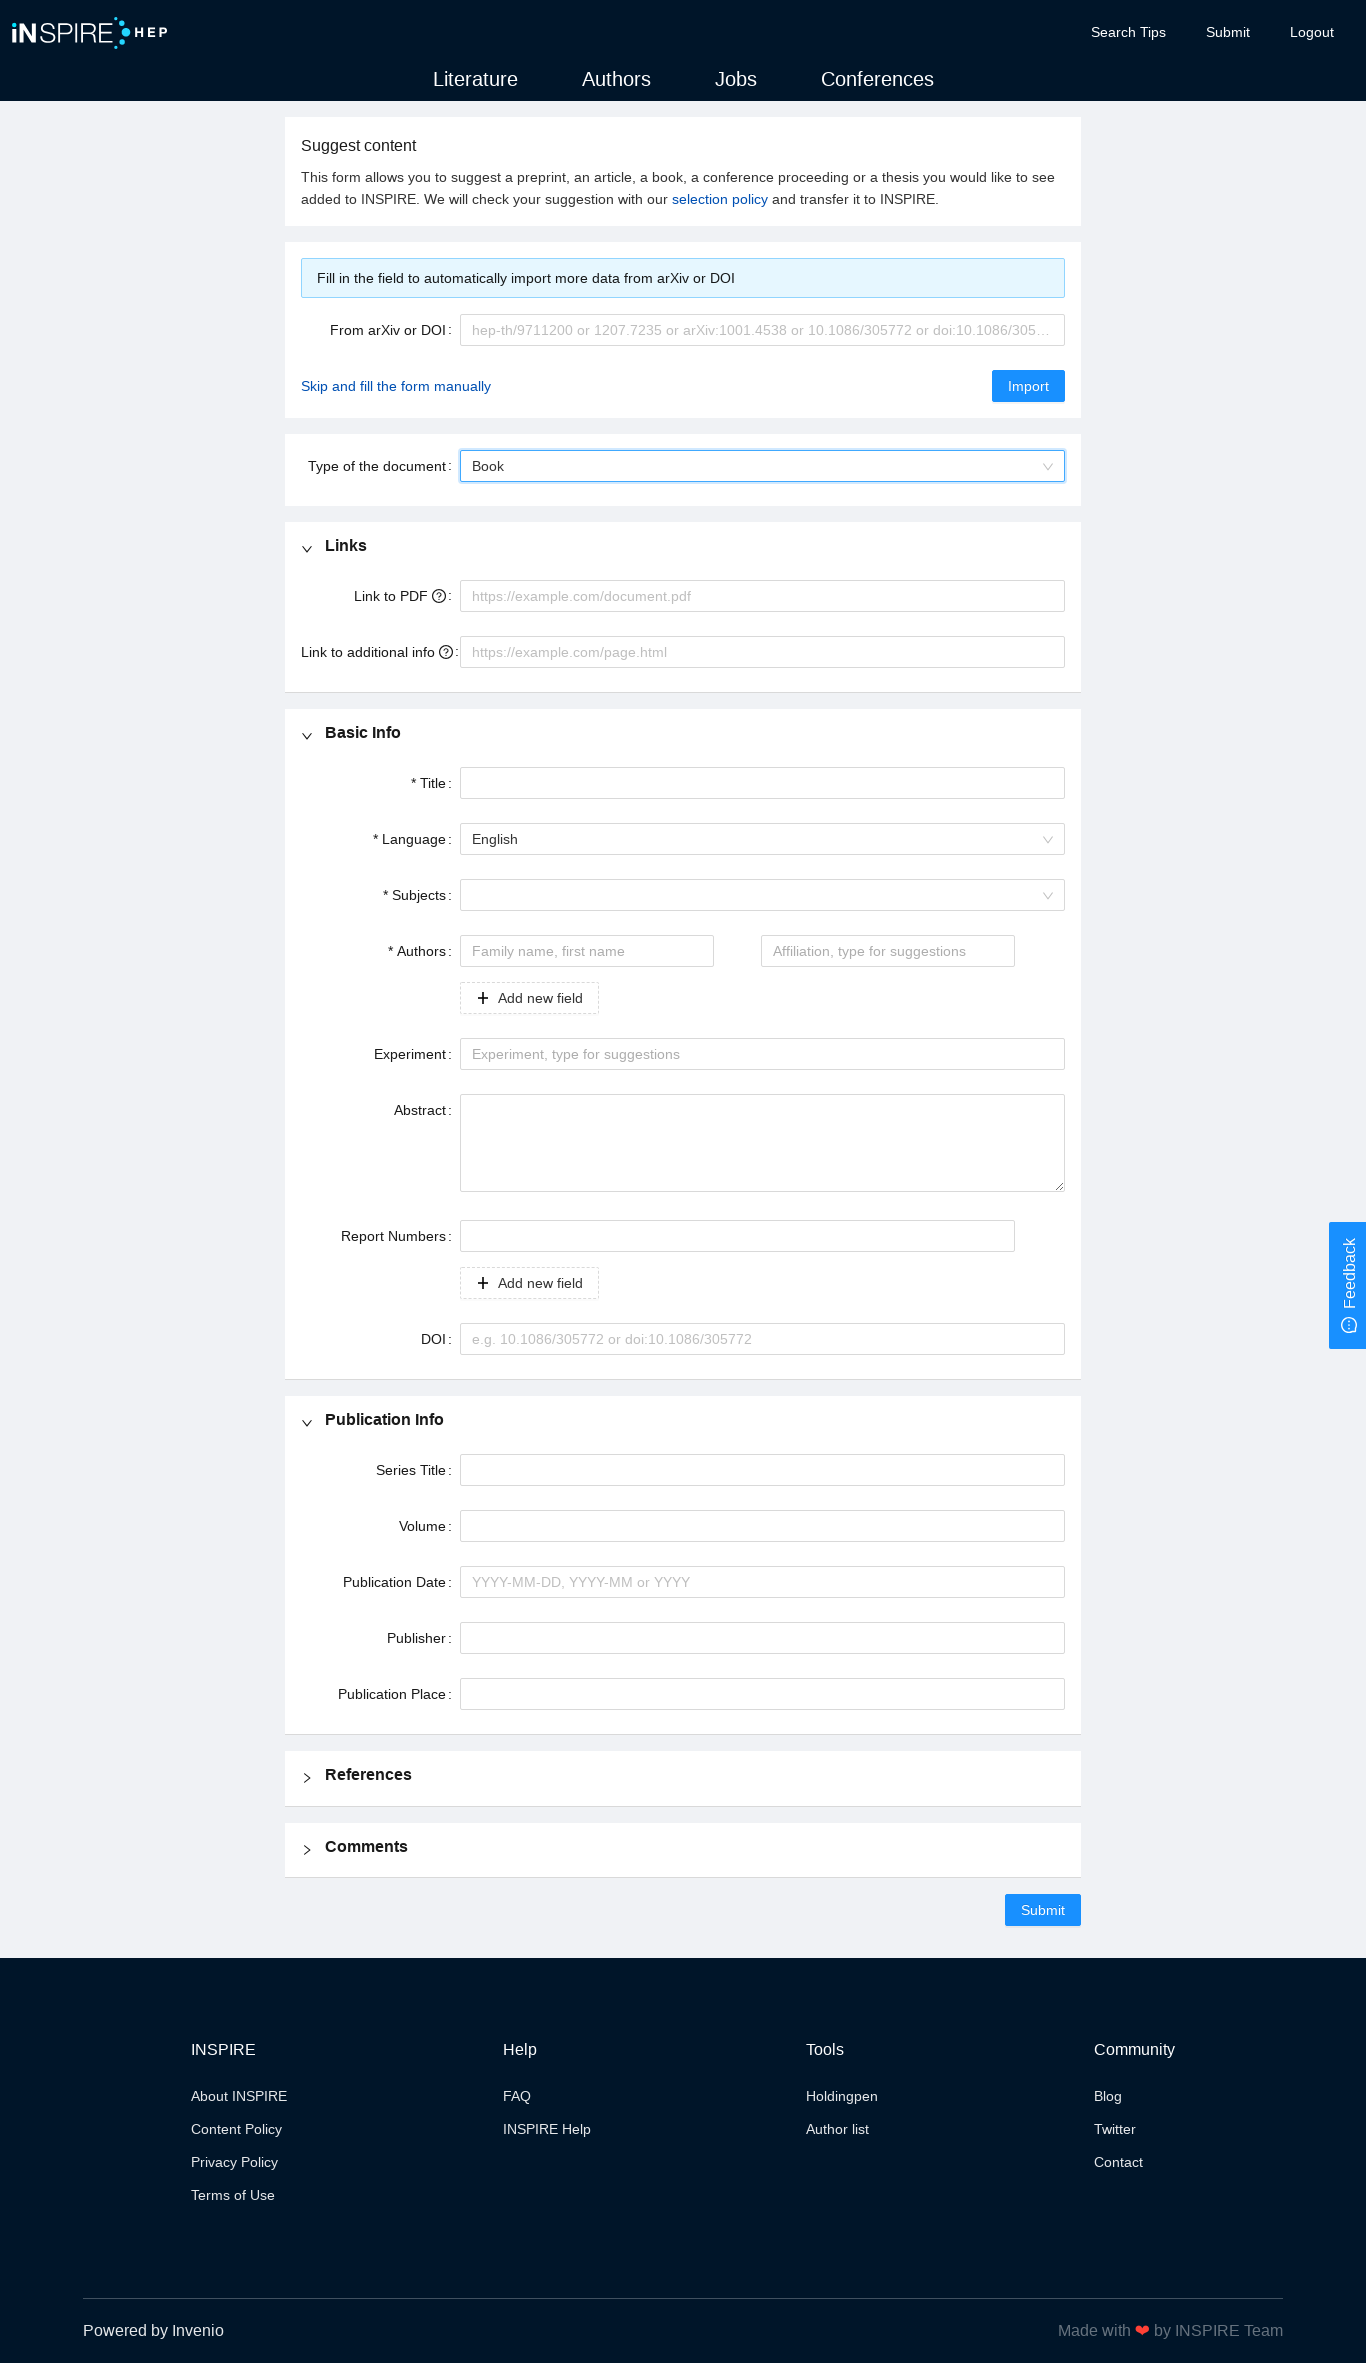 iNSPIRE HEP
Search Tips
Submit
Logout
Literature
Authors
Jobs
Conferences
Suggest content
This form allows you to suggest a preprint, an article, a book, a conference proceeding or a thesis you would like to see
added to INSPIRE. We will check your suggestion with our selection policy and transfer it to INSPIRE.
Fill in the field to automatically import more data from arXiv or DOI
From arXiv or DOI :
hep-th/9711200 or 1207.7235 or arXiv:1001.4538 or 10.1086/305772 or doi:10.1086/305…
Skip and fill the form manually
Import
Type of the document :
Book
Links
Link to PDF :
https://example.com/document.pdf
Link to additional info :
https://example.com/page.html
Basic Info
* Title :
* Language :
English
* Subjects :
* Authors :
Family name, first name
Affiliation, type for suggestions
Add new field
Experiment :
Experiment, type for suggestions
Abstract :
Report Numbers :
Add new field
DOI :
e.g. 10.1086/305772 or doi:10.1086/305772
Feedback
Publication Info
Series Title :
Volume :
Publication Date :
YYYY-MM-DD, YYYY-MM or YYYY
Publisher :
Publication Place :
References
Comments
Submit
INSPIRE
About INSPIRE
Content Policy
Privacy Policy
Terms of Use
Help
FAQ
INSPIRE Help
Tools
Holdingpen
Author list
Community
Blog
Twitter
Contact
Powered by Invenio
Made with ❤ by INSPIRE Team